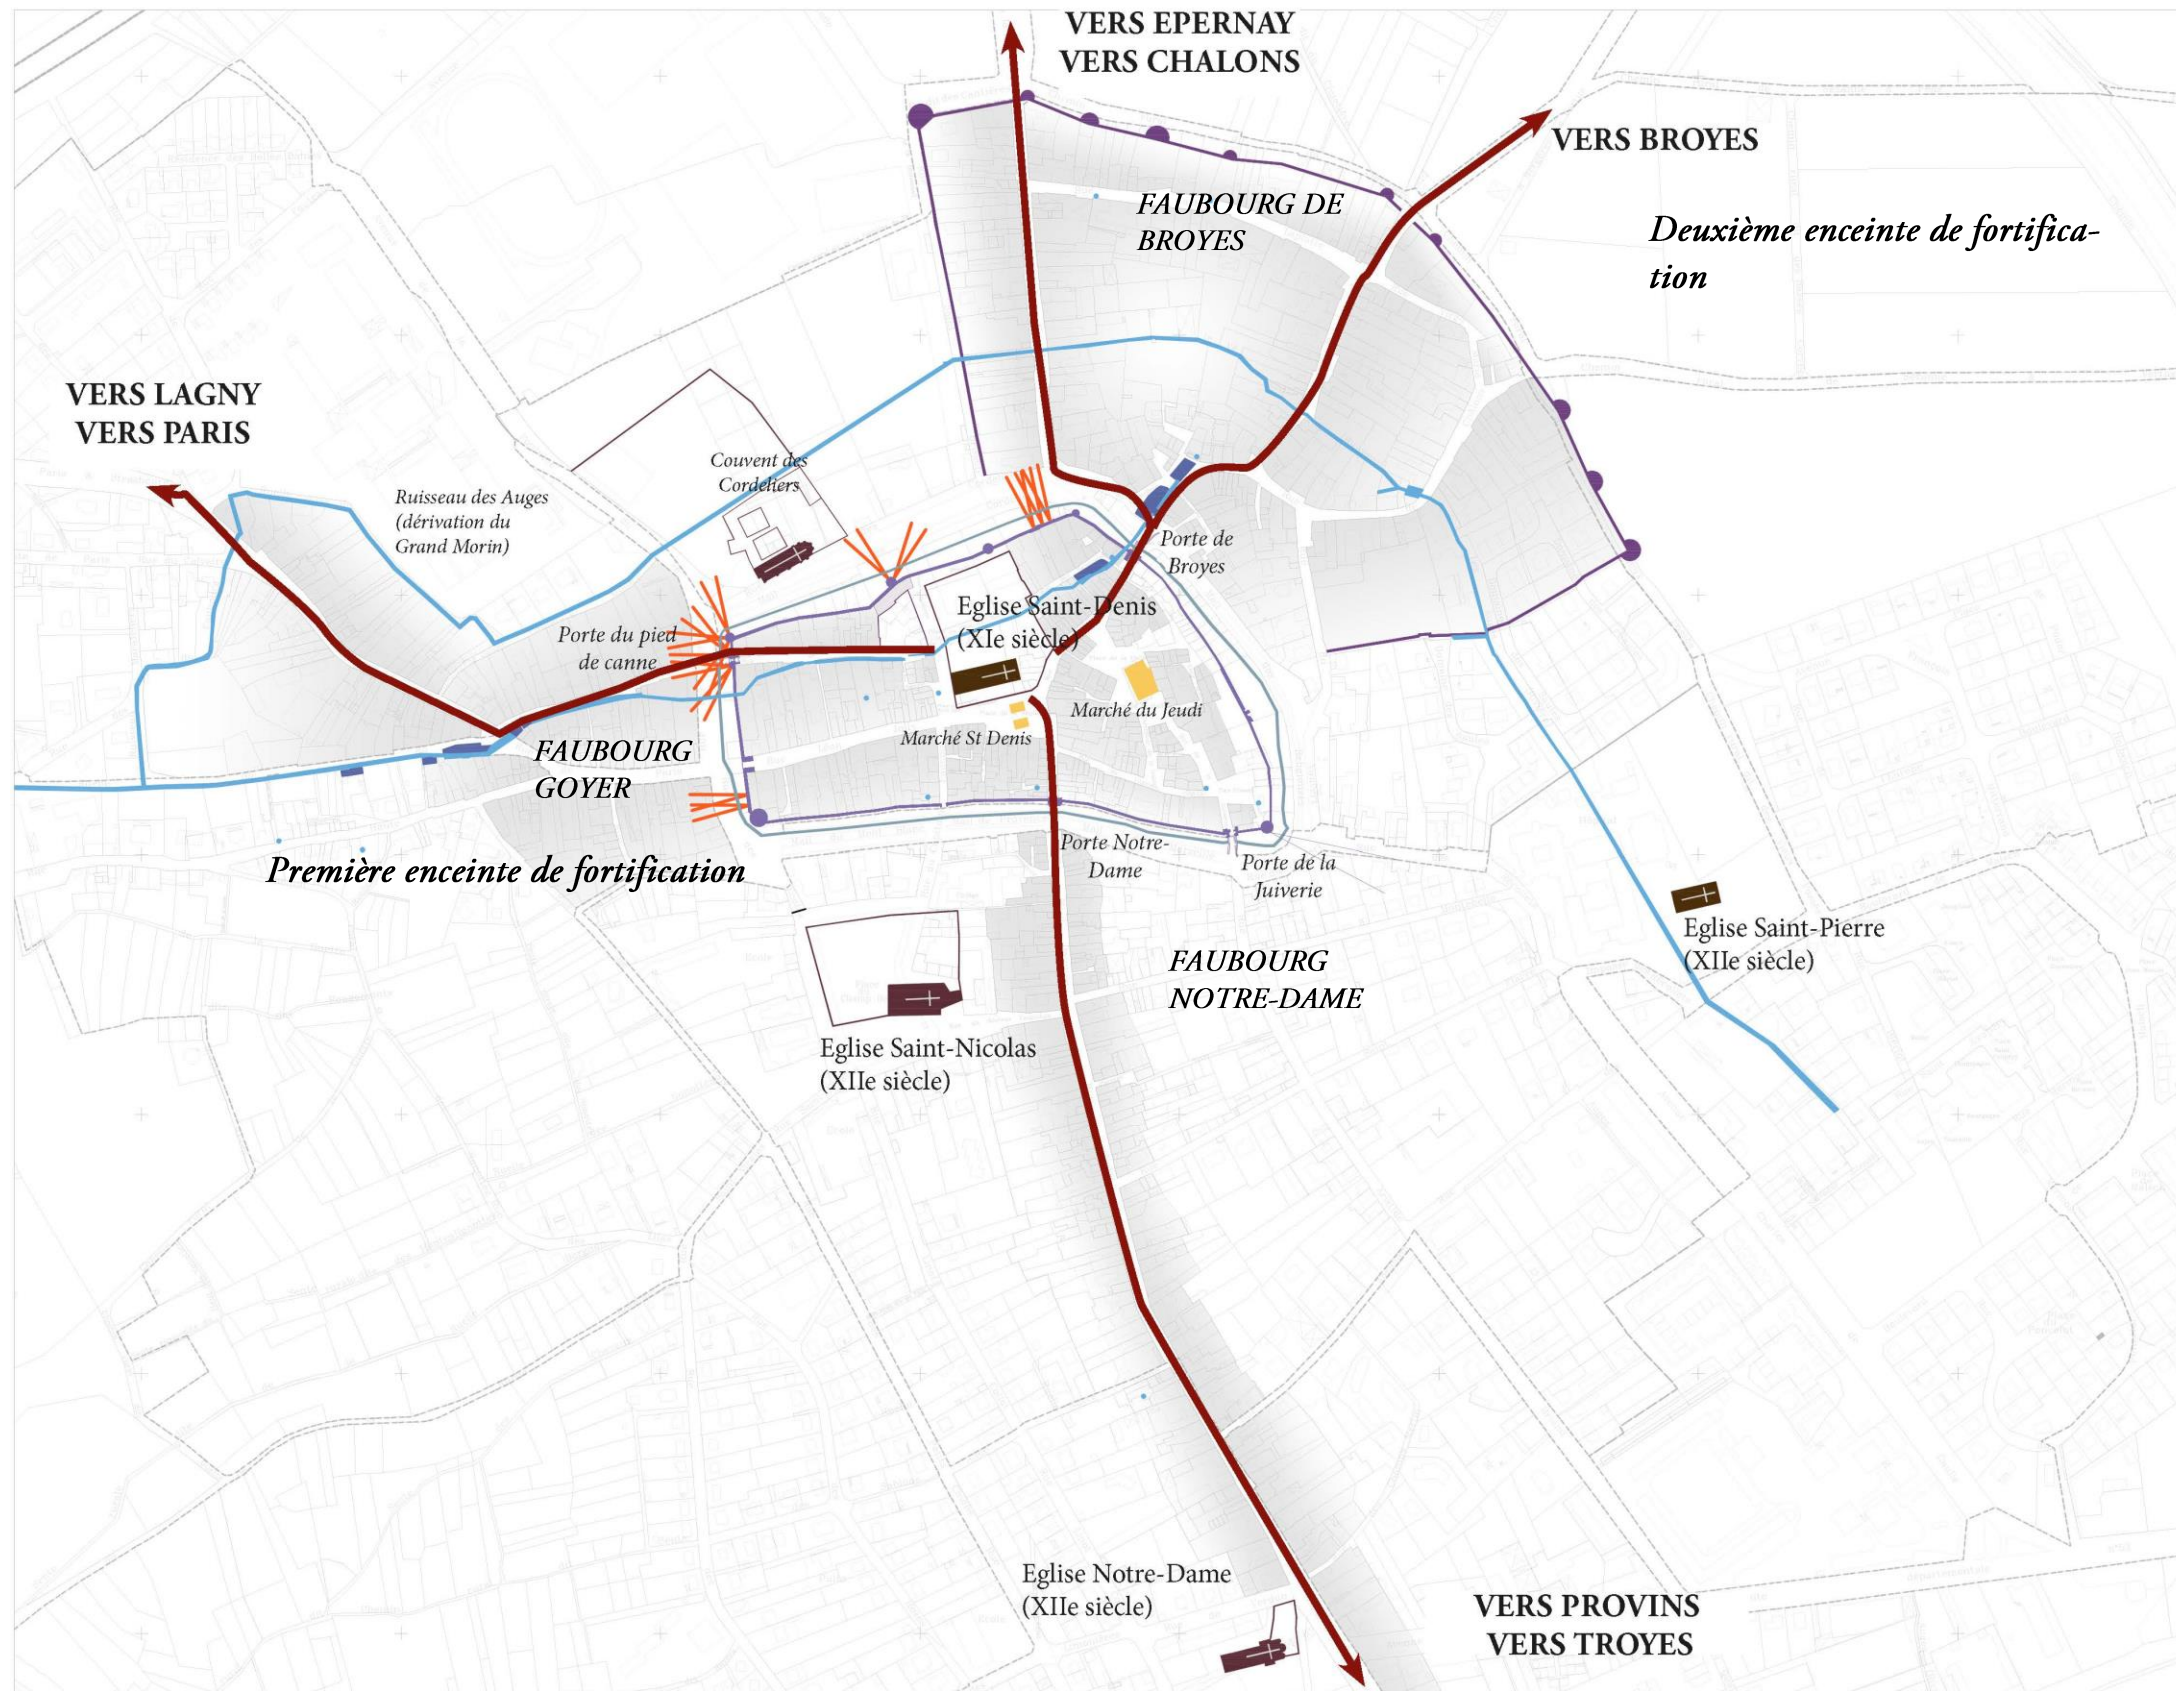 VERS EPERNAY
VERS CHALONS
VERS BROYES
FAUBOURG DE
BROYES
Deuxième enceinte de fortifica-
tion
VERS LAGNY
VERS PARIS
Couvent des
Cordeliers
Ruisseau des Auges
(dérivation du
Grand Morin)
Porte de
Broyes
Eglise Saint-Denis
(XIe siècle)
Porte du pied
de canne
Marché du Jeudi
Marché St Denis
FAUBOURG
GOYER
Première enceinte de fortification
Porte Notre-
Dame
Porte de la
Juiverie
Eglise Saint-Pierre
(XIIe siècle)
FAUBOURG
NOTRE-DAME
Eglise Saint-Nicolas
(XIIe siècle)
Eglise Notre-Dame
(XIIe siècle)
VERS PROVINS
VERS TROYES